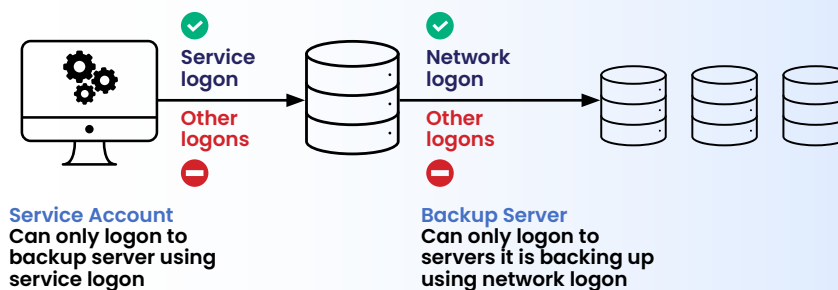 Service
logon
Other
logons
Service Account
Can only logon to
backup server using
service logon
Network
logon
Other
logons
Backup Server
Can only logon to
servers it is backing up
using network logon